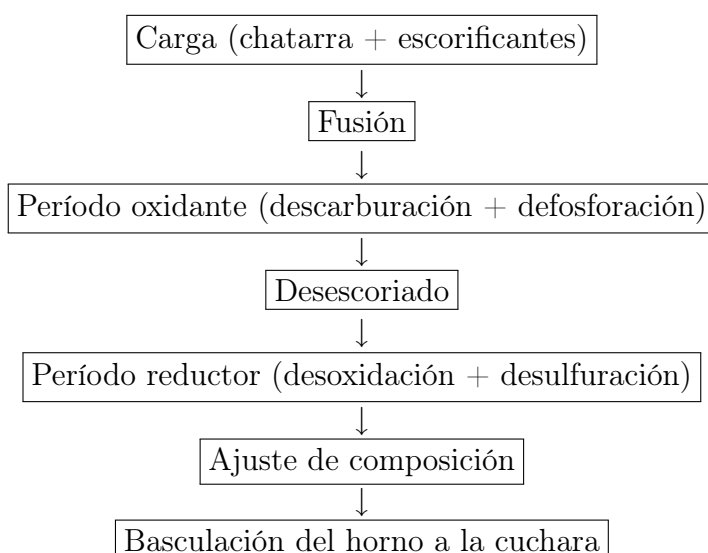 Carga (chatarra + escorificantes)
Fusión
Período oxidante (descarburación + defosforación)
Desescoriado
Período reductor (desoxidación + desulfuración)
Ajuste de composición
Basculación del horno a la cuchara